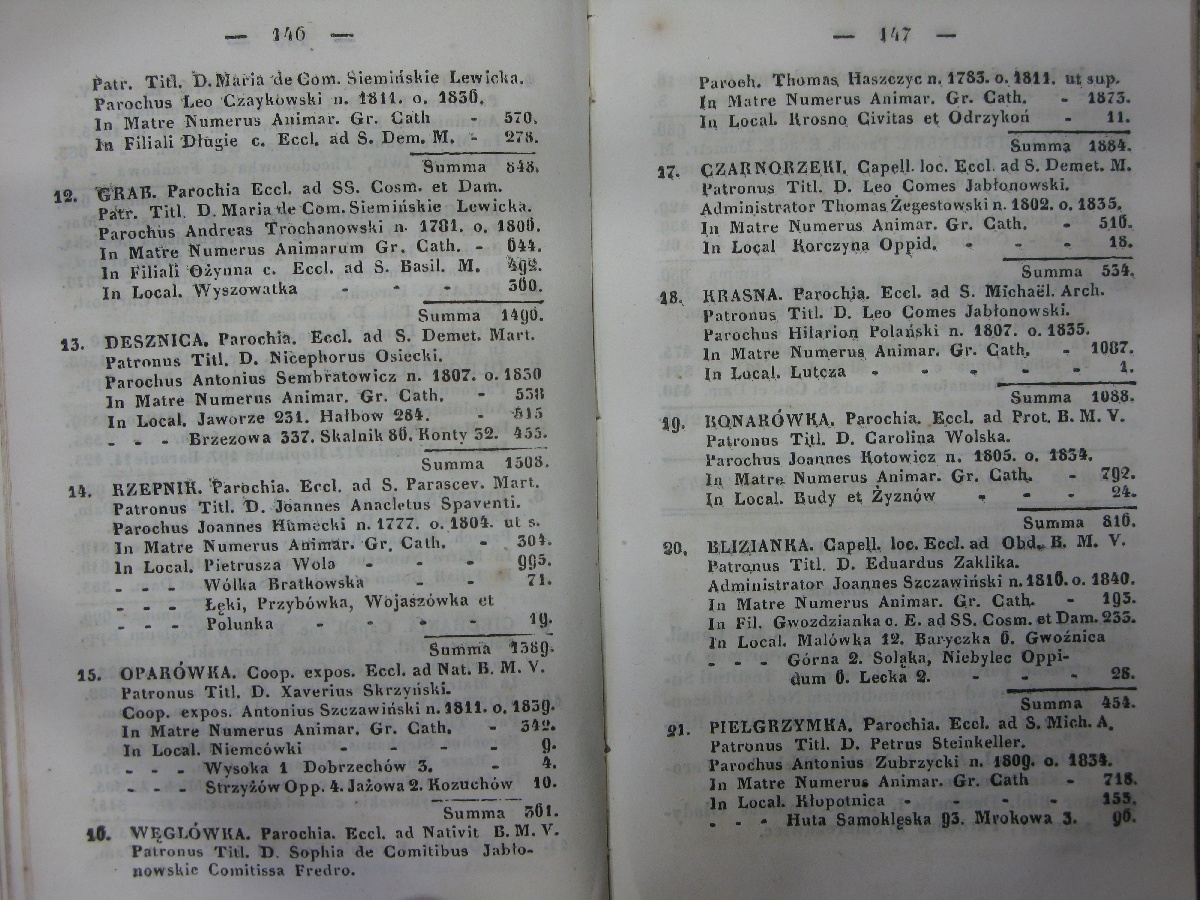 — 146 —
Patr. Titl. D. Maria de Com. Siemińskie Lewicka.
Parochus Leo Czaykowski n. 1811. o. 1836.
In Matre Numerus Animar. Gr. Cath - 570.
In Filiali Długie c. Eccl. ad S. Dem. M. - 278.
Summa 848.
12. GRAB. Parochia Eccl. ad SS. Cosm. et Dam.
Patr. Titl. D. Maria de Com. Siemińskie Lewicka.
Parochus Andreas Trochanowski n. 1781. o. 1806.
In Matre Numerus Animarum Gr. Cath. - 644.
In Filiali Ożynna c. Eccl. ad S. Basil. M. 492.
In Local. Wyszowatka - - - 360.
Summa 1496.
13. DESZNICA. Parochia. Eccl. ad S. Demet. Mart.
Patronus Titl. D. Nicephorus Osiecki.
Parochus Antonius Sembratowicz n. 1807. o. 1830
In Matre Numerus Animar. Gr. Cath. - 538
In Local. Jaworze 231. Hałbow 284. - 515
- - - Brzezowa 337. Skalnik 86. Konty 32. 455.
Summa 1508.
14. RZEPNIK. Parochia. Eccl. ad S. Parascev. Mart.
Patronus Titl. D. Joannes Anacletus Spaventi.
Parochus Joannes Humecki n. 1777. o. 1804. ut s.
In Matre Numerus Animar. Gr. Cath. - 304.
In Local. Pietrusza Wola - - - 995.
- - - Wólka Bratkowska - - 71.
- - - Łęki, Przybówka, Wojaszówka et
- - - Polunka - - - - 19.
Summa 1389.
15. OPARÓWKA. Coop. expos. Eccl. ad Nat. B. M. V.
Patronus Titl. D. Xaverius Skrzyński.
Coop. expos. Antonius Szczawiński n. 1811. o. 1839.
In Matre Numerus Animar. Gr. Cath. - 342.
In Local. Niemcówki - - - - 9.
- - - Wysoka 1 Dobrzechów 3. - 4.
- - - Strzyżów Opp. 4. Jażowa 2. Kozuchów 10.
Summa 361.
16. WĘGLÓWKA. Parochia. Eccl. ad Nativit B. M. V.
Patronus Titl. D. Sophia de Comitibus Jabło-
nowskie Comitissa Fredro.
— 147 —
Paroch. Thomas Haszczyc n. 1783. o. 1811. ut sup.
In Matre Numerus Animar. Gr. Cath. - 1873.
In Local. Krosno Civitas et Odrzykoń - 11.
Summa 1884.
17. CZARNORZEKI. Capell. loc. Eccl. ad S. Demet. M.
Patronus Titl. D. Leo Comes Jabłonowski.
Administrator Thomas Żegestowski n. 1802. o. 1835.
In Matre Numerus Animar. Gr. Cath. - 516.
In Local Korczyna Oppid. - - - 18.
Summa 534.
18. KRASNA. Parochia. Eccl. ad S. Michaël. Arch.
Patronus Titl. D. Leo Comes Jabłonowski.
Parochus Hilarion Polański n. 1807. o. 1835.
In Matre Numerus Animar. Gr. Cath. - 1087.
In Local. Lutcza - - - - - 1.
Summa 1088.
19. KONARÓWKA. Parochia. Eccl. ad Prot. B. M. V.
Patronus Titl. D. Carolina Wolska.
Parochus Joannes Kotowicz n. 1805. o. 1834.
In Matre Numerus Animar. Gr. Cath. - 792.
In Local. Budy et Żyznów - - - 24.
Summa 816.
20. BLIZIANKA. Capell. loc. Eccl. ad Obd. B. M. V.
Patronus Titl. D. Eduardus Zaklika.
Administrator Joannes Szczawiński n. 1816. o. 1840.
In Matre Numerus Animar. Gr. Cath. - 193.
In Fil. Gwozdzianka c. E. ad SS. Cosm. et Dam. 233.
In Local. Malówka 12. Baryczka 6. Gwoźnica
- - - Górna 2. Soląka, Niebylec Oppi-
dum 6. Lecka 2. - - - 28.
Summa 454.
21. PIELGRZYMKA. Parochia. Eccl. ad S. Mich. A.
Patronus Titl. D. Petrus Steinkeller.
Parochus Antonius Zubrzycki n. 1809. o. 1834.
In Matre Numerus Animar. Gr. Cath - 718.
In Local. Kłopotnica - - - - 153.
- - - Huta Samoklęska 93. Mrokowa 3. 96.